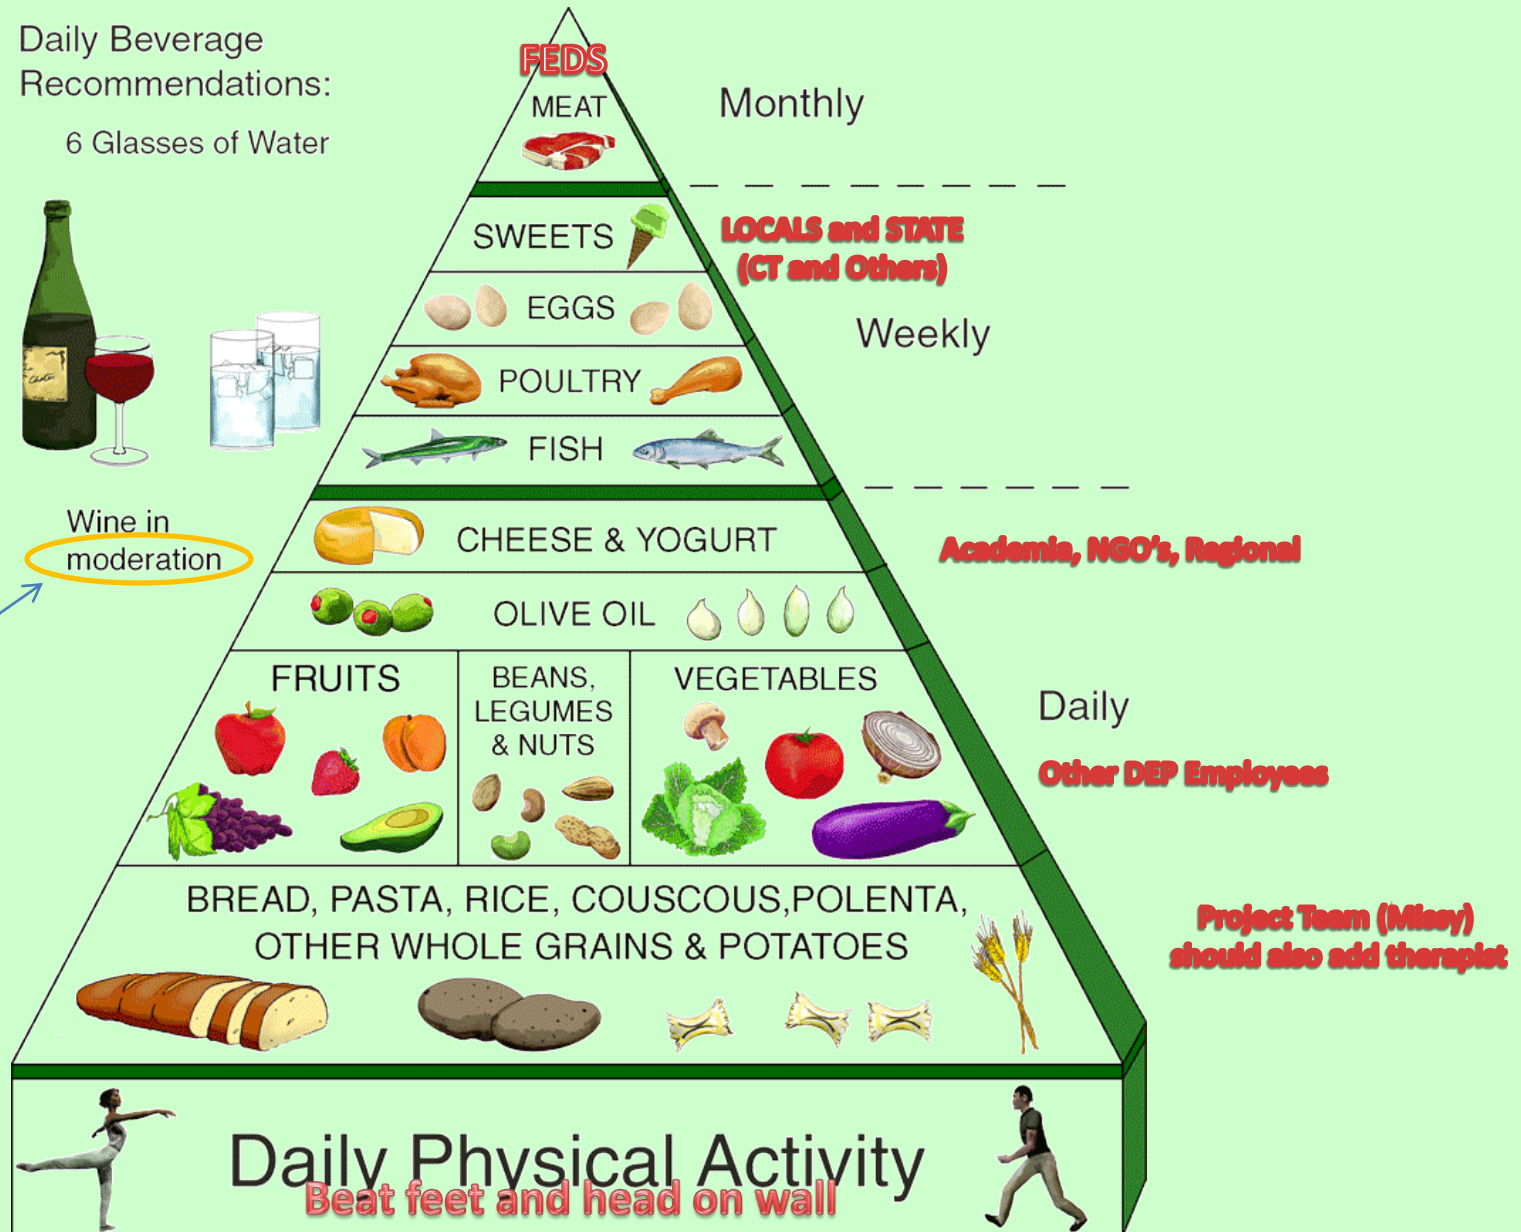 Daily Beverage
Recommendations:
6 Glasses of Water
FEDS
MEAT
Monthly
SWEETS
LOCALS and STATE
(CT and Others)
EGGS
Weekly
POULTRY
FISH
Wine in
moderation
CHEESE & YOGURT
Academia, NGO's, Regional
OLIVE OIL
FRUITS
BEANS,
LEGUMES
& NUTS
VEGETABLES
Daily
Other DEP Employees
BREAD, PASTA, RICE, COUSCOUS,POLENTA,
OTHER WHOLE GRAINS & POTATOES
Project Team (Missy)
should also add therapist
Daily Physical Activity
Beat feet and head on wall